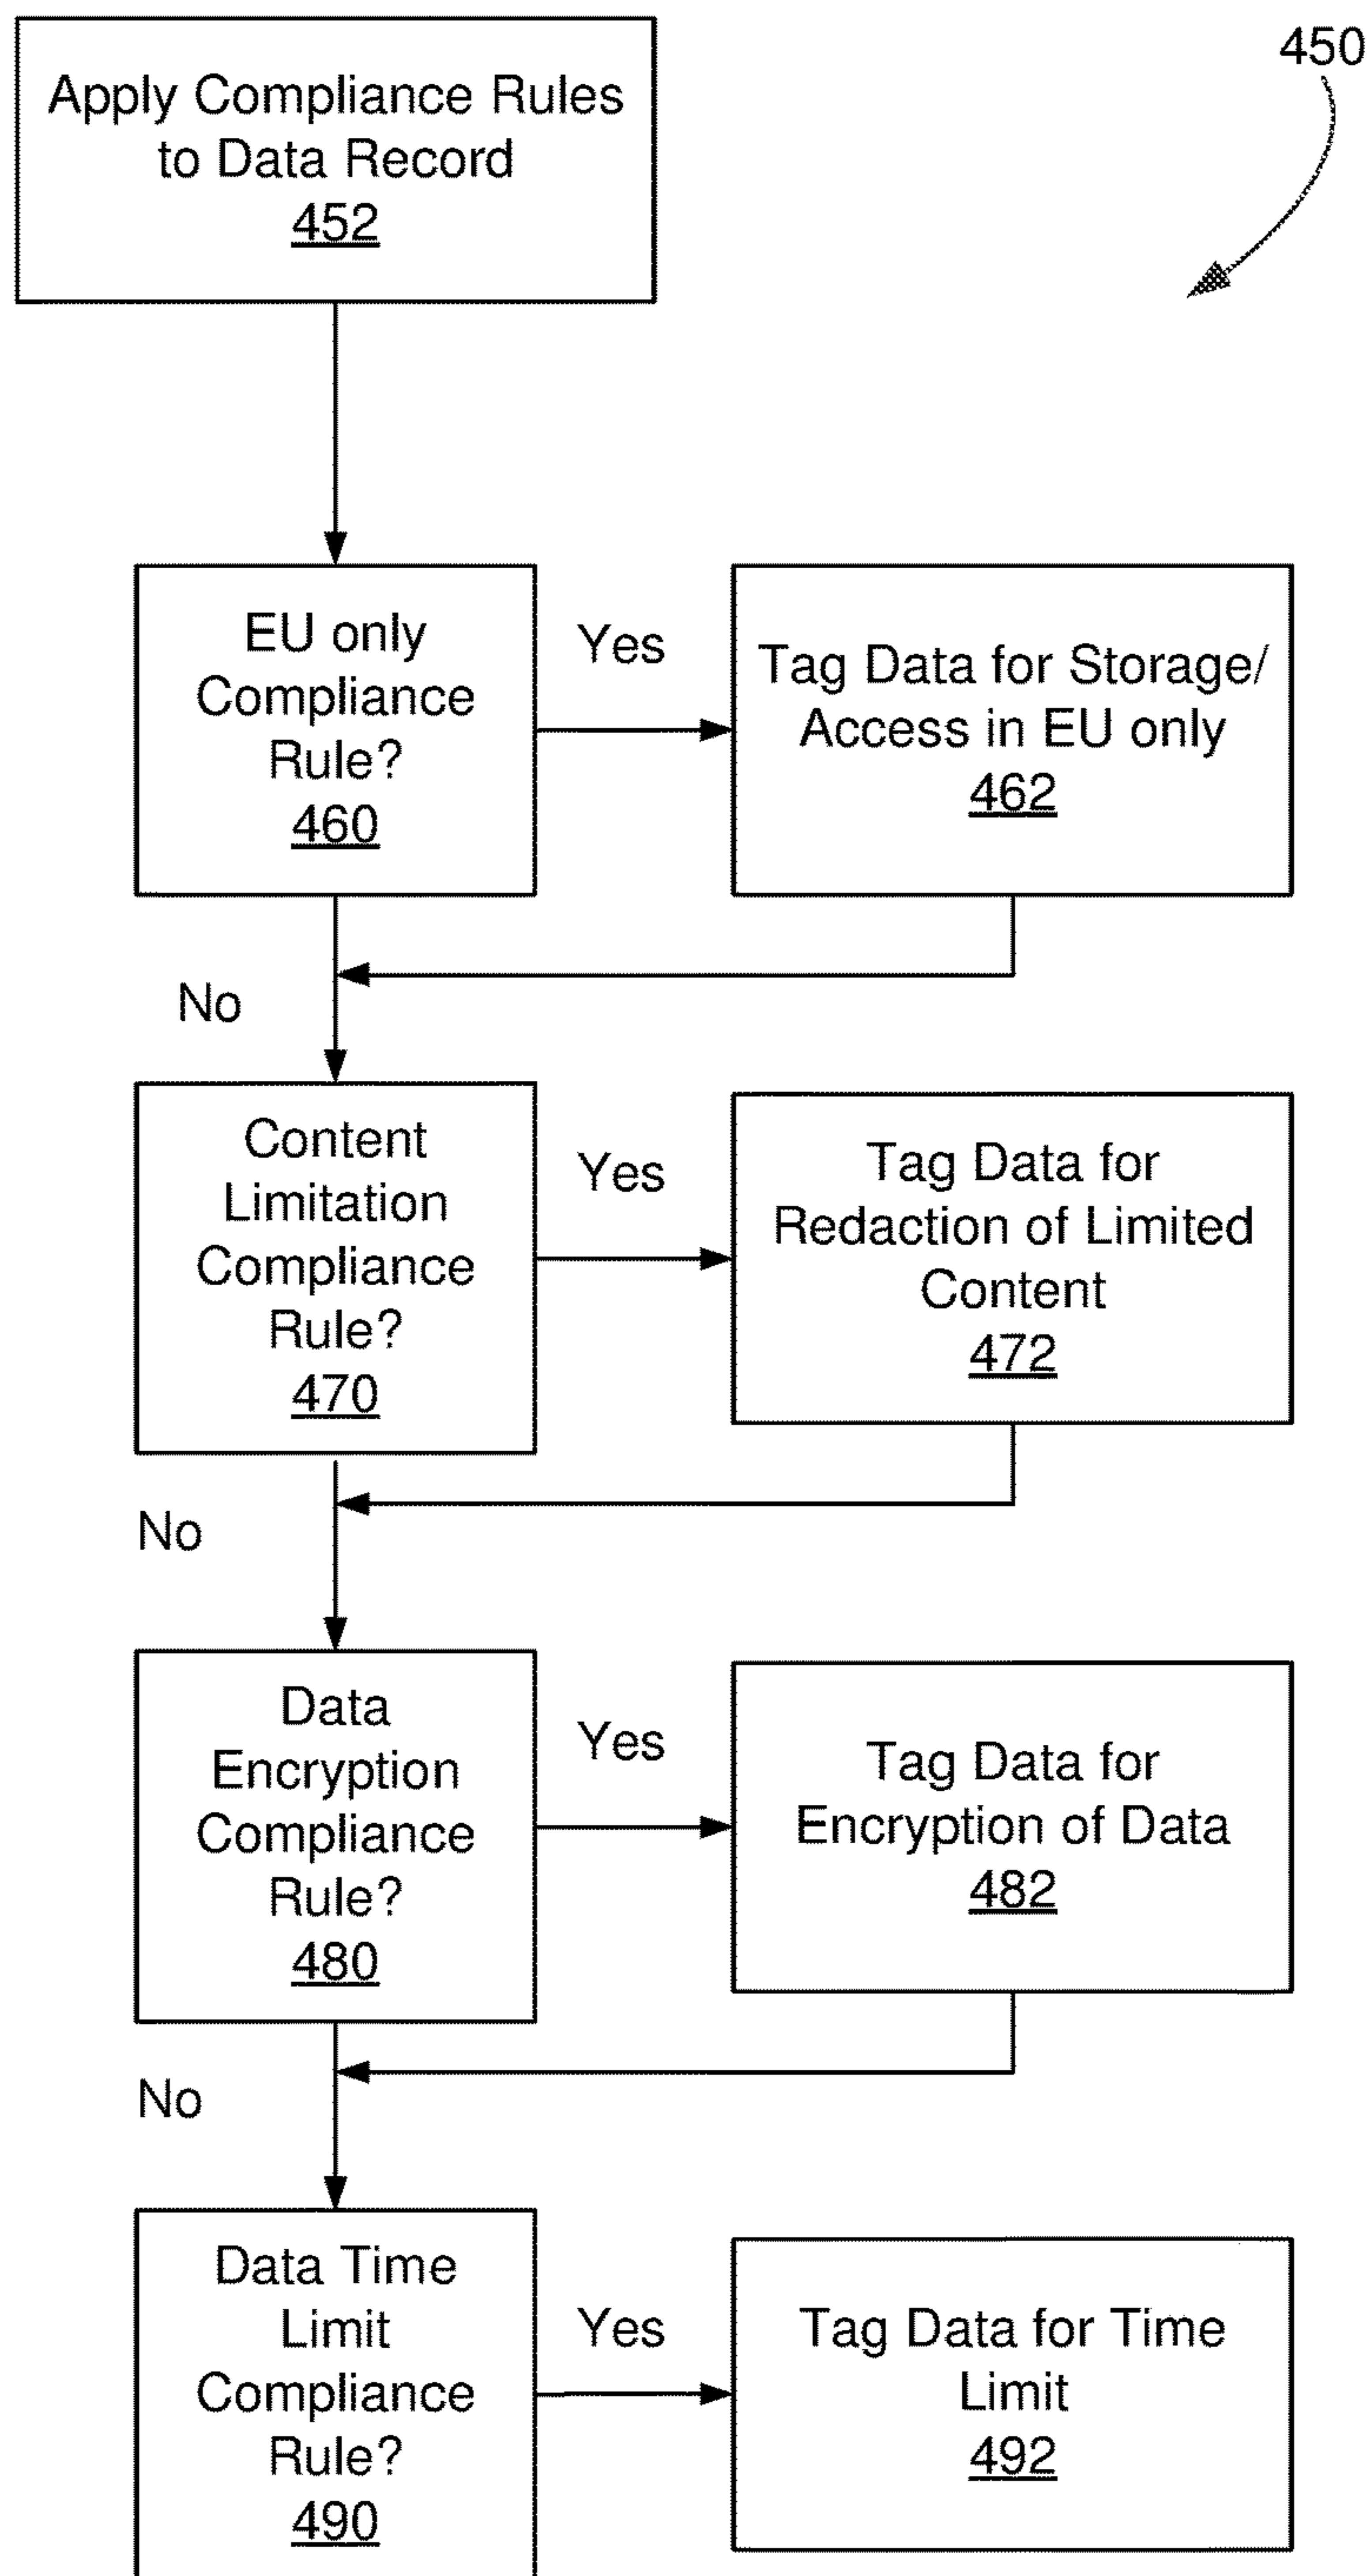 450
Apply Compliance Rules
to Data Record
452
EU only
Compliance
Rule?
460
Yes
Tag Data for Storage/
Access in EU only
462
No
Content
Limitation
Compliance
Rule?
470
Yes
Tag Data for
Redaction of Limited
Content
472
No
Data
Encryption
Compliance
Rule?
480
Yes
Tag Data for
Encryption of Data
482
No
Data Time
Limit
Compliance
Rule?
490
Yes
Tag Data for Time
Limit
492